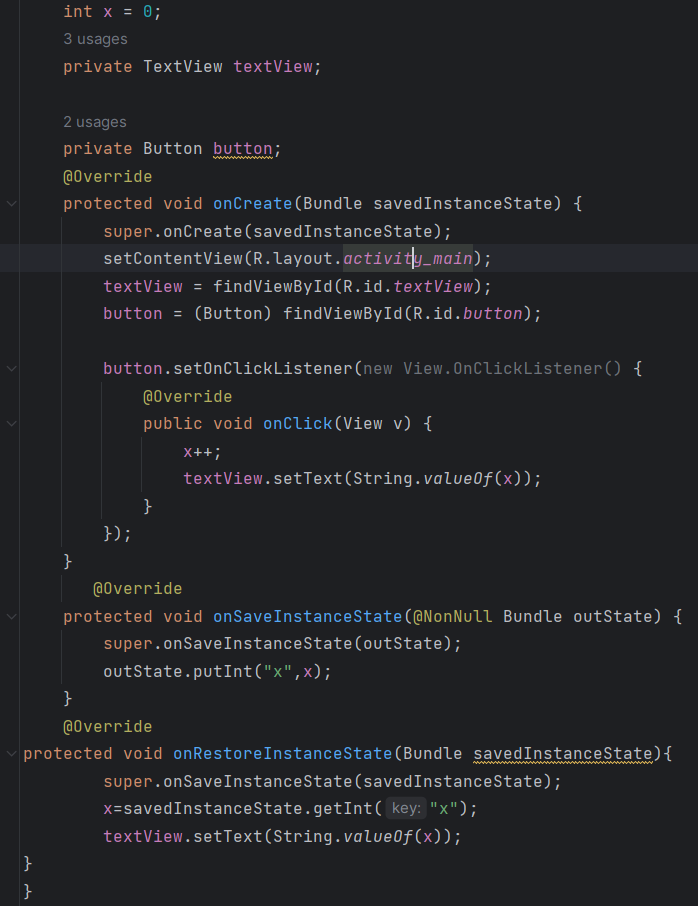 int x = 0;
3 usages
private TextView textView;
2 usages
private Button button;
@Override
protected void onCreate(Bundle savedInstanceState) {
super.onCreate(savedInstanceState);
setContentView(R.layout.activity_main);
textView = findViewById(R.id.textView);
button = (Button) findViewById(R.id.button);
button.setOnClickListener(new View.OnClickListener() {
@Override
public void onClick(View v) {
x++;
textView.setText(String.valueOf(x));
}
});
}
@Override
protected void onSaveInstanceState(@NonNull Bundle outState) {
super.onSaveInstanceState(outState);
outState.putInt("x",x);
}
@Override
protected void onRestoreInstanceState(Bundle savedInstanceState){
super.onSaveInstanceState(savedInstanceState);
x=savedInstanceState.getInt( key: "x");
textView.setText(String.valueOf(x));
}
}